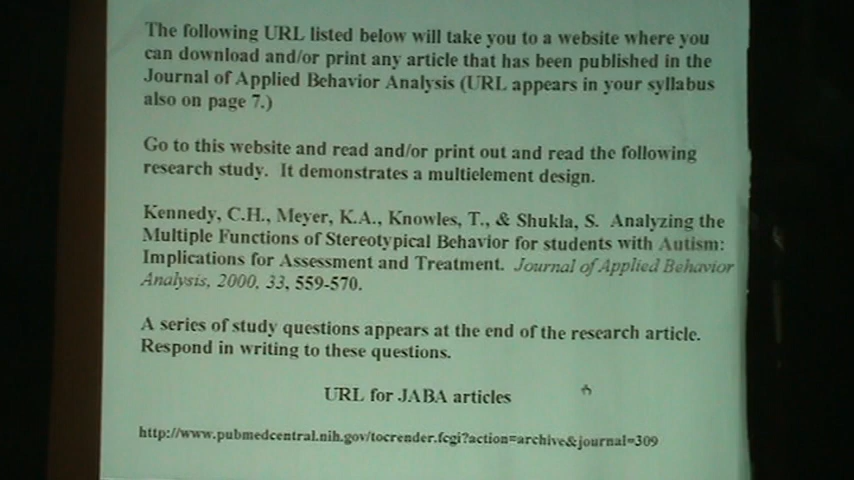 The following URL listed below will take you to a website where you
can download and/or print any article that has been published in the
Journal of Applied Behavior Analysis (URL appears in your syllabus
also on page 7.)
Go to this website and read and/or print out and read the following
research study. It demonstrates a multielement design.
Kennedy, C.H., Meyer, K.A., Knowles, T., & Shukla, S. Analyzing the
Multiple Functions of Stereotypical Behavior for students with Autism:
Implications for Assessment and Treatment. Journal of Applied Behavior
Analysis, 2000, 33, 559-570.
A series of study questions appears at the end of the research article.
Respond in writing to these questions.
URL for JABA articles
http://www.pubmedcentral.nih.gov/tocrender.fcgi?action=archive&journal=309